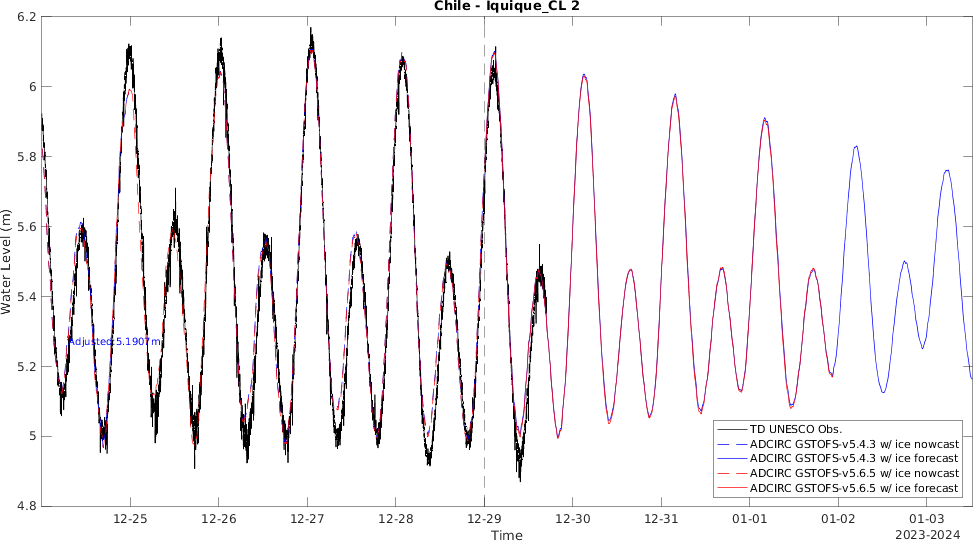 Chile - Iquique_CL 2
6.2
6
5.8
5.6
5.4
5.2
5
4.8
Water Level (m)
Adjusted:5.1907m
TD UNESCO Obs.
ADCIRC GSTOFS-v5.4.3 w/ ice nowcast
ADCIRC GSTOFS-v5.4.3 w/ ice forecast
ADCIRC GSTOFS-v5.6.5 w/ ice nowcast
ADCIRC GSTOFS-v5.6.5 w/ ice forecast
12-25 12-26 12-27 12-28 12-29 12-30 12-31 01-01 01-02 01-03
Time
2023-2024